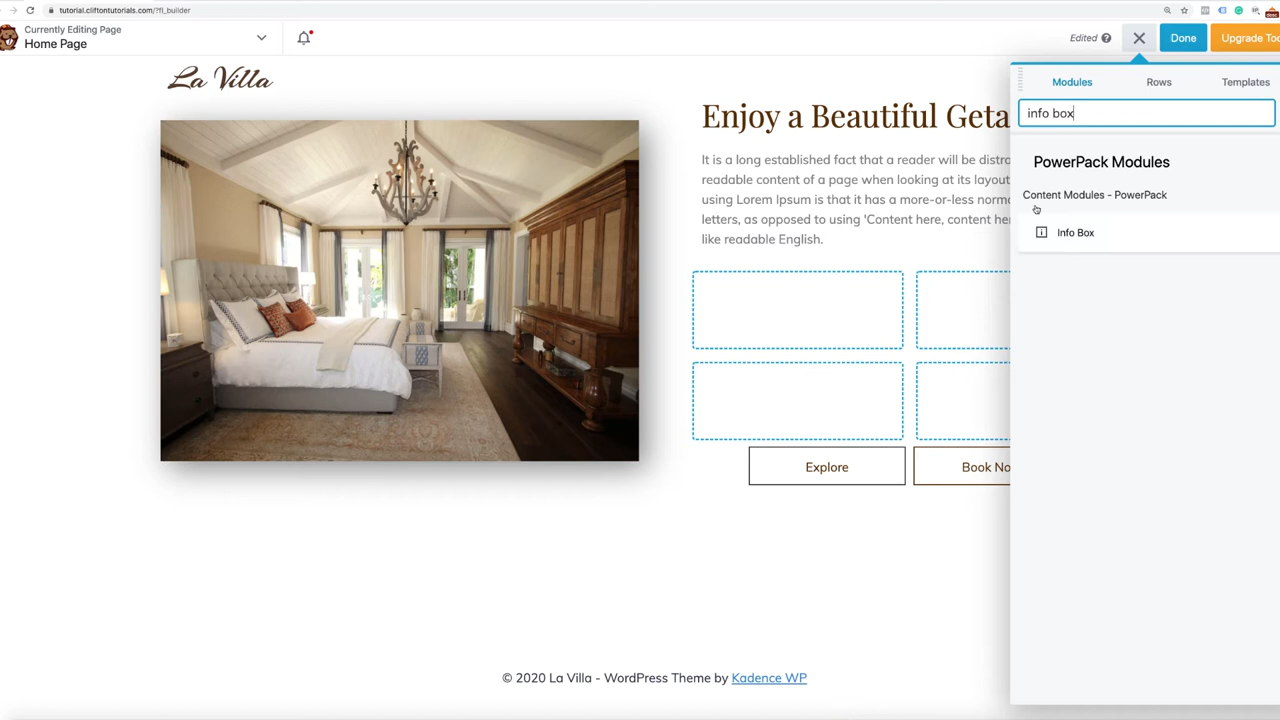 tutorial.cliftontutorials.com/?fl_builder
Currently Editing Page
Home Page
Edited
Done
Upgrade Too
La Villa
Modules
Rows
Templates
info box
PowerPack Modules
Content Modules - PowerPack
Info Box
Enjoy a Beautiful Geta
It is a long established fact that a reader will be distra
readable content of a page when looking at its layout
using Lorem Ipsum is that it has a more-or-less norma
letters, as opposed to using 'Content here, content her
like readable English.
Explore
Book No
© 2020 La Villa - WordPress Theme by Kadence WP